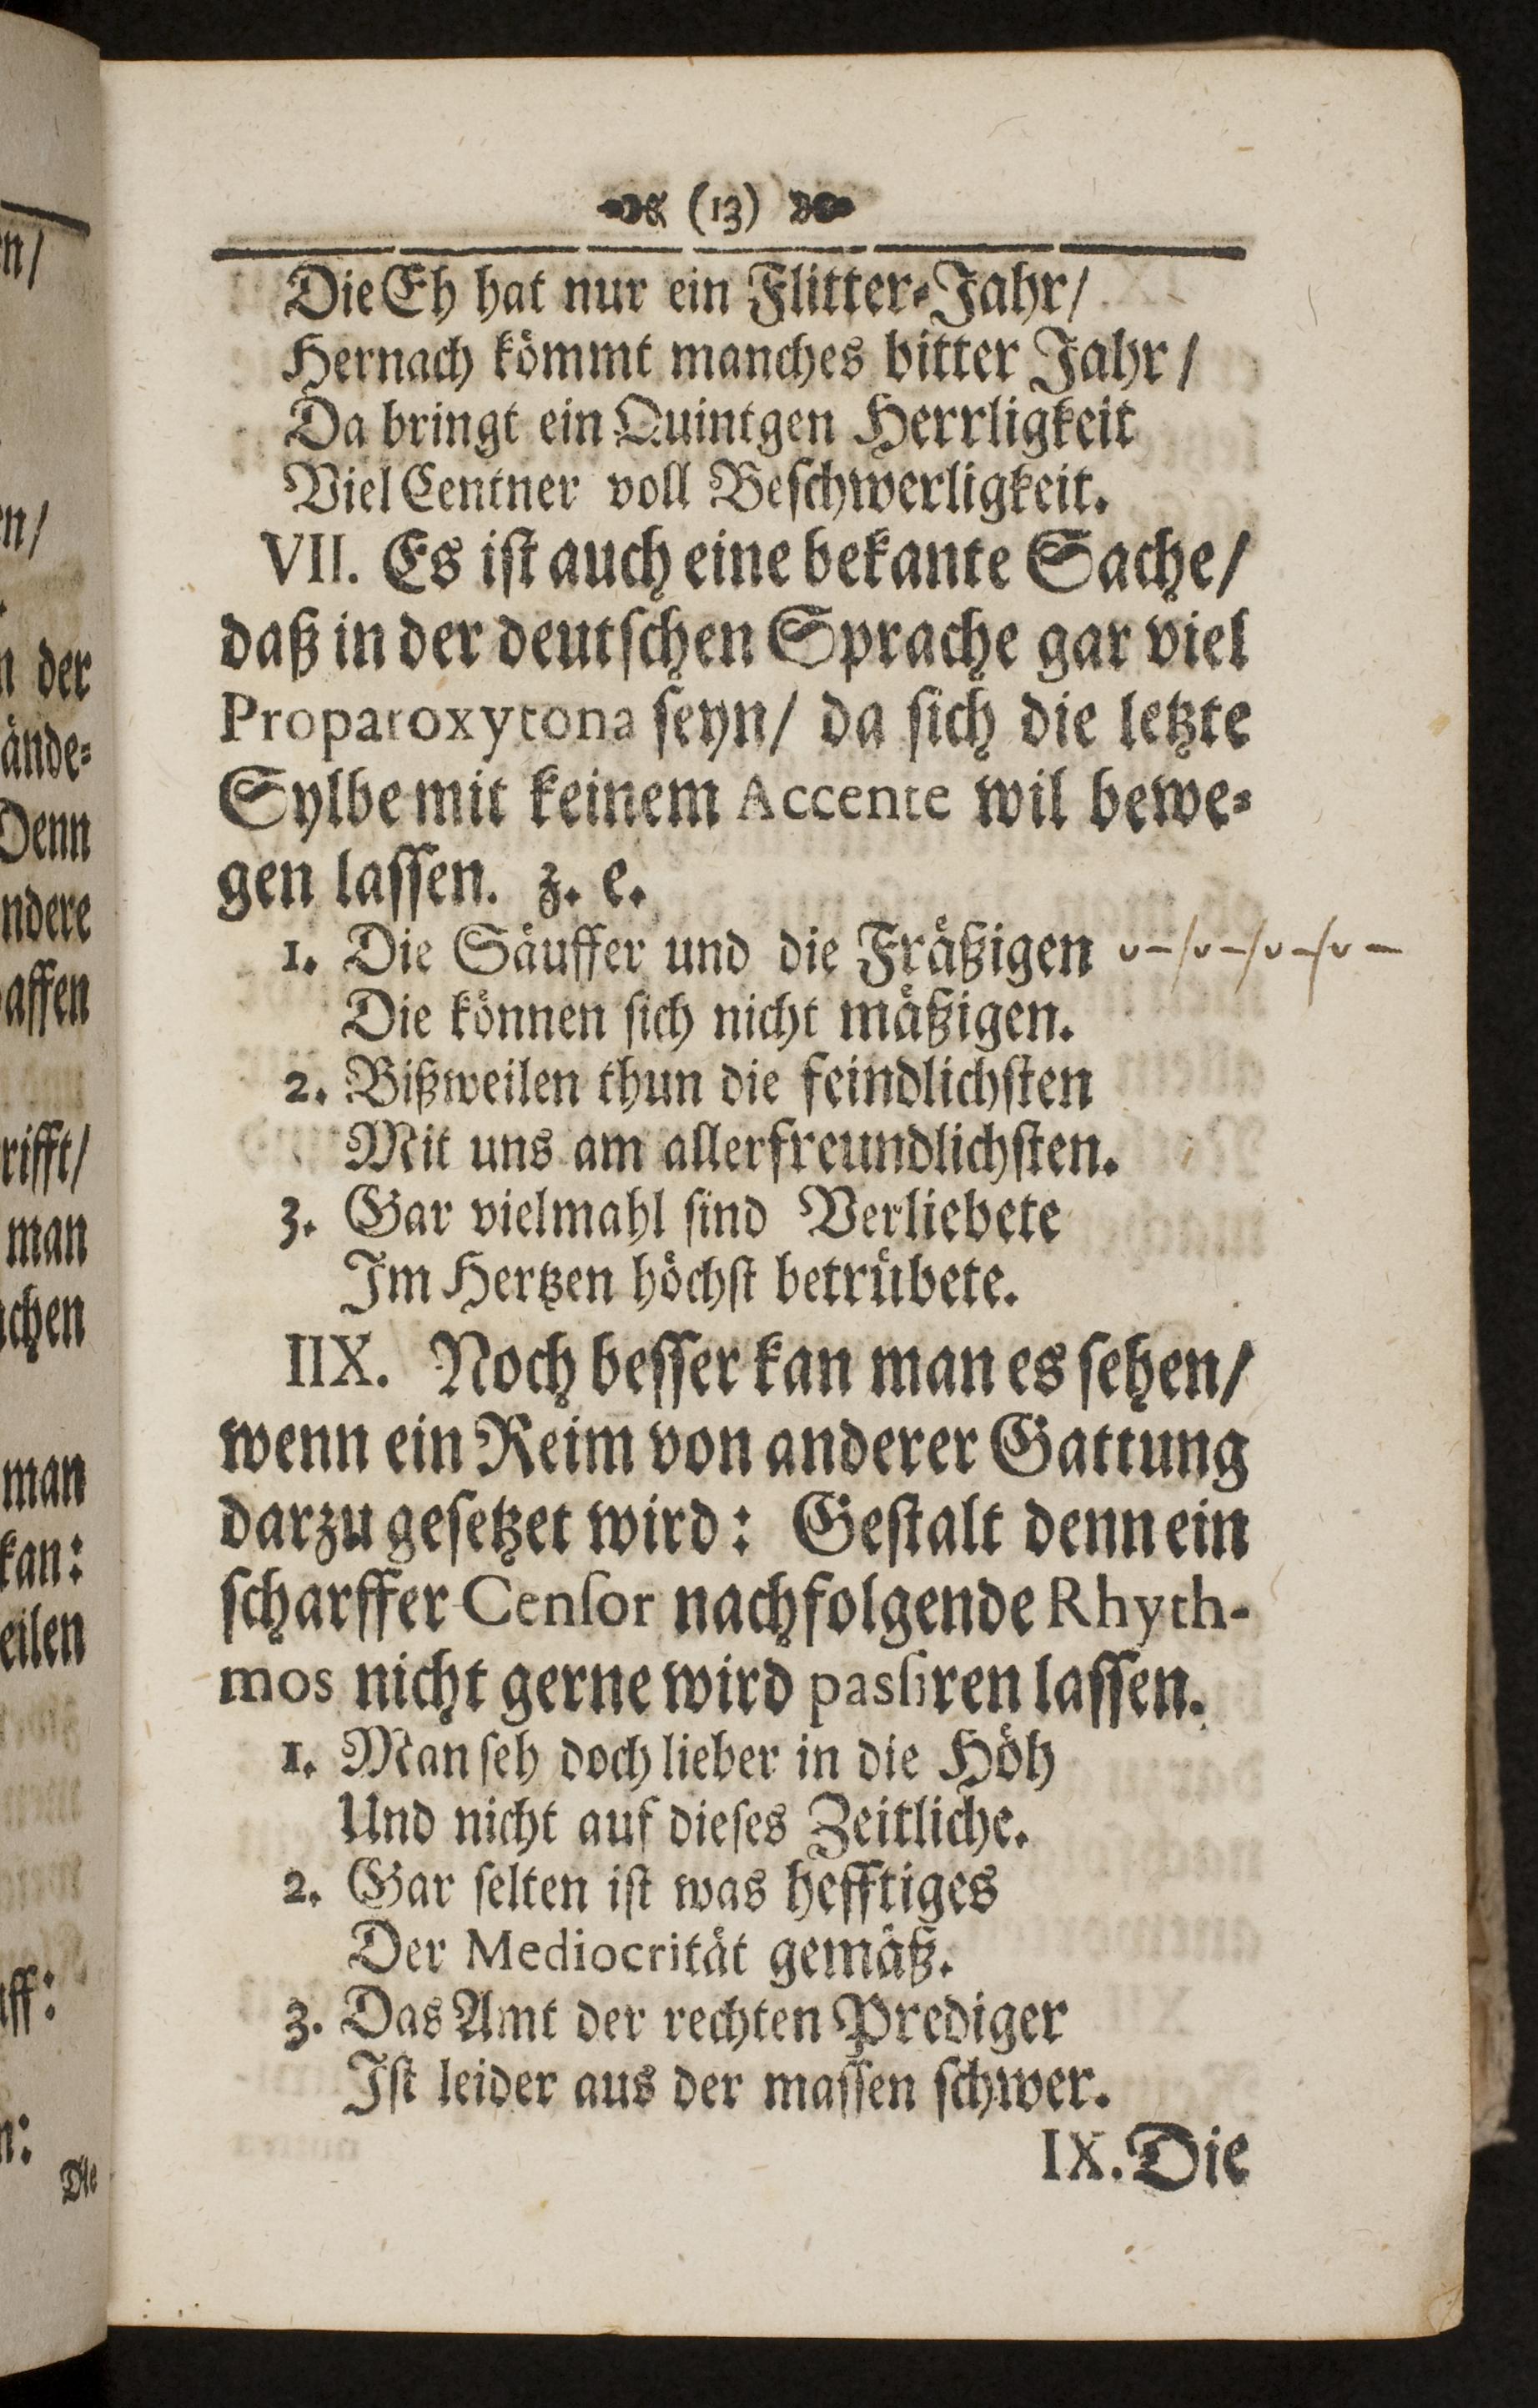 (13)
Die Eh hat nur ein Flitter-Jahr/
Hernach kömmt manches bitter Jahr/
Da bringt ein Quintgen Herrligkeit
Viel Centner voll Beschwerligkeit.
VII. Es ist auch eine bekante Sache/
daß in der deutschen Sprache gar viel
Proparoxytona seyn/ da sich die letzte
Sylbe mit keinem Accente wil bewe-
gen lassen. z. e.
1. Die Säuffer und die Fräßigen ᴗ–/ᴗ–/ᴗ–/ᴗ–
Die können sich nicht mäßigen.
2. Bißweilen thun die feindlichsten
Mit uns am allerfreundlichsten.
3. Gar vielmahl sind Verliebete
Im Hertzen höchst betrübete.
IIX. Noch besser kan man es sehen/
wenn ein Reim von anderer Gattung
darzu gesetzet wird: Gestalt denn ein
scharffer Censor nachfolgende Rhyth-
mos nicht gerne wird passiren lassen.
1. Man seh doch lieber in die Höh
Und nicht auf dieses Zeitliche.
2. Gar selten ist was hefftiges
Der Mediocrität gemäß.
3. Das Amt der rechten Prediger
Ist leider aus der massen schwer.
IX. Die